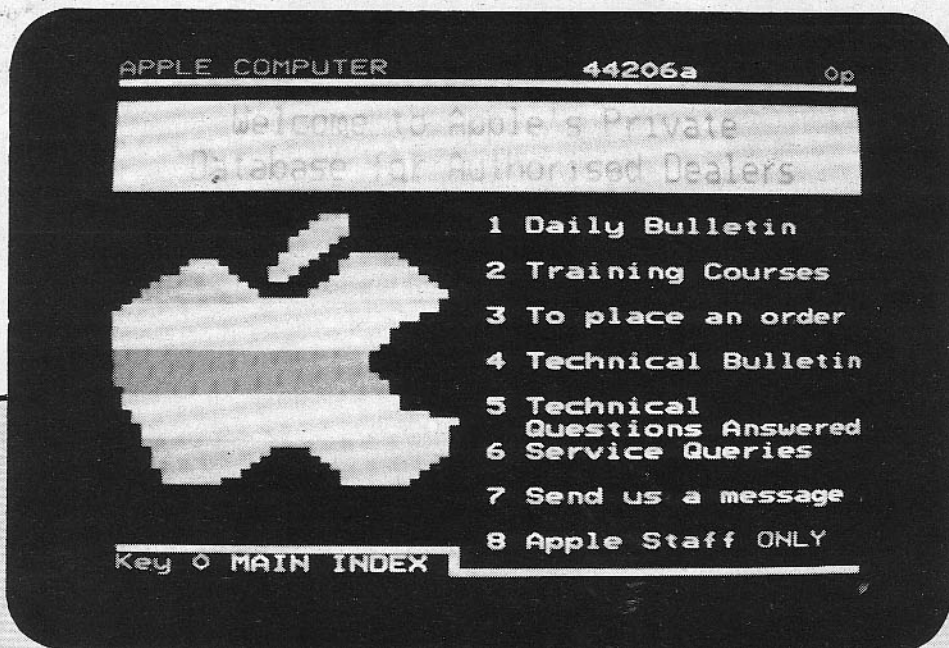 APPLE COMPUTER 44206a 0p
Welcome to Apple's Private
Database for Authorised Dealers
1 Daily Bulletin
2 Training Courses
3 To place an order
4 Technical Bulletin
5 Technical
Questions Answered
6 Service Queries
7 Send us a message
8 Apple Staff ONLY
Key 0 MAIN INDEX